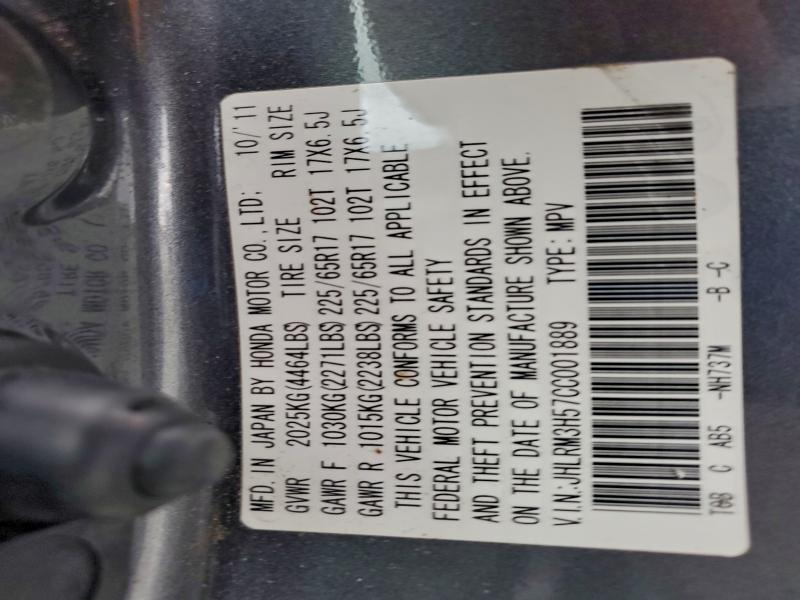 MFD. IN JAPAN BY HONDA MOTOR CO., LTD: 10/'11
GVWR 2025KG(4464LBS) TIRE SIZE RIM SIZE
GAWR F 1030KG(2271LBS) 225/65R17 102T 17X6.5J
GAWR R 1015KG(2238LBS) 225/65R17 102T 17X6.5J
THIS VEHICLE CONFORMS TO ALL APPLICABLE
FEDERAL MOTOR VEHICLE SAFETY
AND THEFT PREVENTION STANDARDS IN EFFECT
ON THE DATE OF MANUFACTURE SHOWN ABOVE.
V.I.N.:JHLRM3H57CC001889 TYPE:MPV
C AB5 -NH737M -B -C